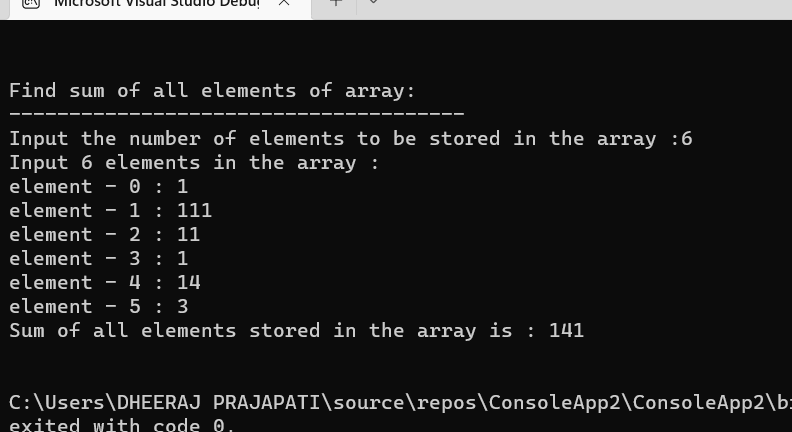 Microsoft Visual Studio Debu
Find sum of all elements of array:
--------------------------------------
Input the number of elements to be stored in the array :6
Input 6 elements in the array :
element - 0 : 1
element - 1 : 111
element - 2 : 11
element - 3 : 1
element - 4 : 14
element - 5 : 3
Sum of all elements stored in the array is : 141
C:\Users\DHEERAJ PRAJAPATI\source\repos\ConsoleApp2\ConsoleApp2\b
exited with code 0.